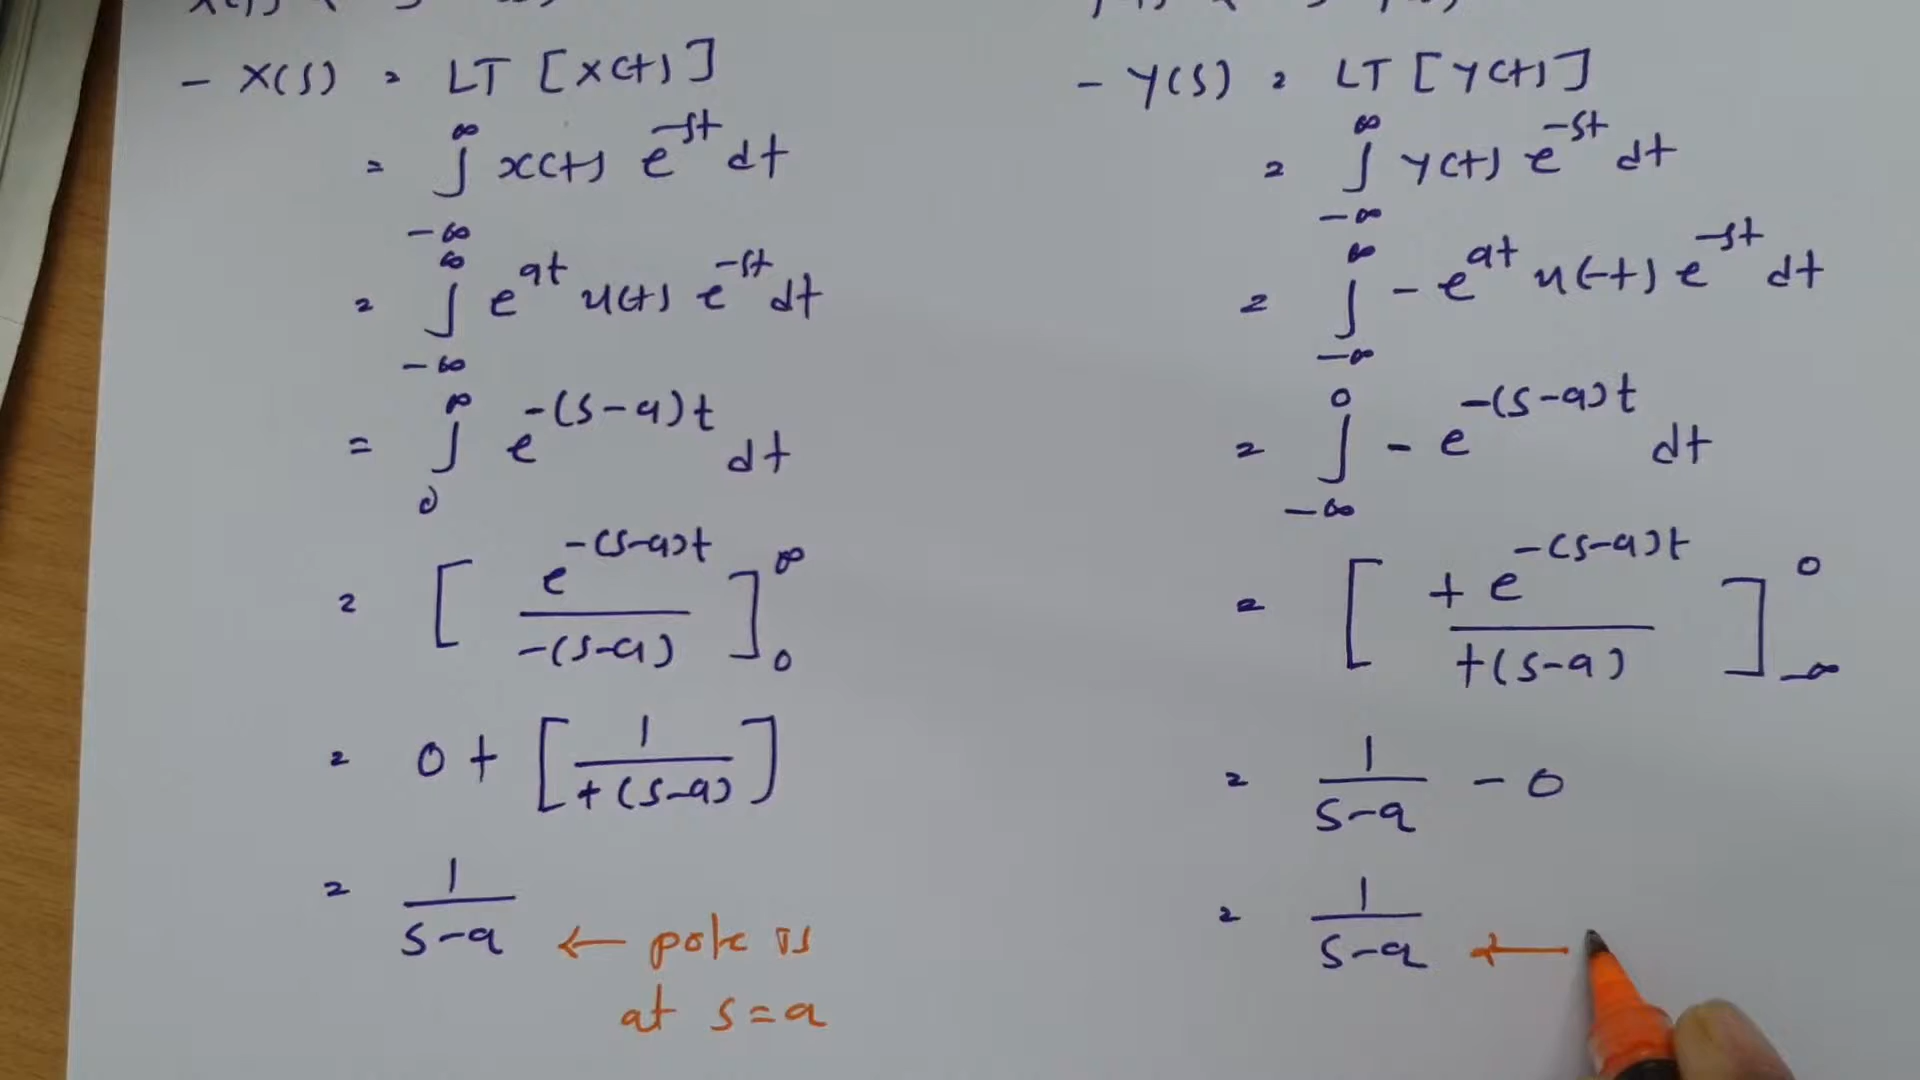 - X(s) = LT [x(t)]
= ∫_{-∞}^{∞} x(t) e^{-st} dt
= ∫_{-∞}^{∞} e^{at} u(t) e^{-st} dt
= ∫_{0}^{∞} e^{-(s-a)t} dt
= [ e^{-(s-a)t} / -(s-a) ]_{0}^{∞}
= 0 + [ 1 / +(s-a) ]
= 1 / s-a ← pole is
at s=a
- Y(s) = LT [y(t)]
= ∫_{-∞}^{∞} y(t) e^{-st} dt
= ∫_{-∞}^{∞} - e^{at} u(-t) e^{-st} dt
= ∫_{-∞}^{0} - e^{-(s-a)t} dt
= [ + e^{-(s-a)t} / +(s-a) ]_{-∞}^{0}
= 1 / s-a - 0
= 1 / s-a ←